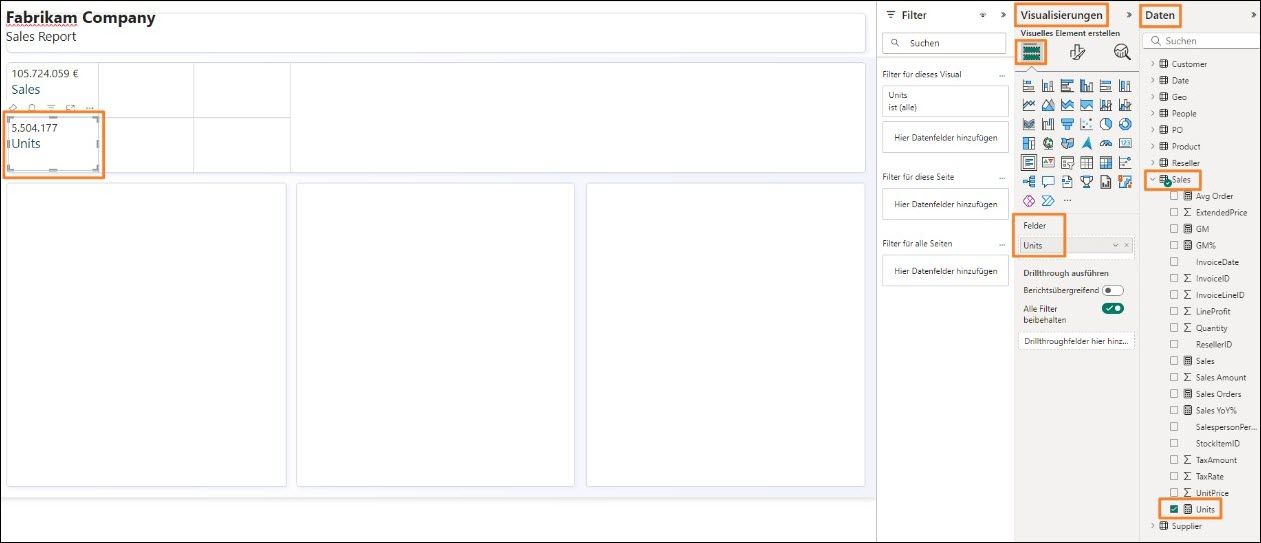 Fabrikam Company
Sales Report
105.724.059 €
Sales
5.504.177
Units
Filter
Suchen
Filter für dieses Visual
...
Units
ist (alle)
Hier Datenfelder hinzufügen
Filter für diese Seite
...
Hier Datenfelder hinzufügen
Filter für alle Seiten
...
Hier Datenfelder hinzufügen
Visualisierungen
Visuelles Element erstellen
123
...
Felder
Units
Drillthrough ausführen
Berichtsübergreifend
Alle Filter
beibehalten
Drillthroughfelder hier hinz...
Daten
Suchen
Customer
Date
Geo
People
PO
Product
Reseller
Sales
Avg Order
ExtendedPrice
GM
GM%
InvoiceDate
InvoiceID
InvoiceLineID
LineProfit
Quantity
ResellerID
Sales
Sales Amount
Sales Orders
Sales YoY%
SalespersonPer...
StockItemID
TaxAmount
TaxRate
UnitPrice
Units
Supplier